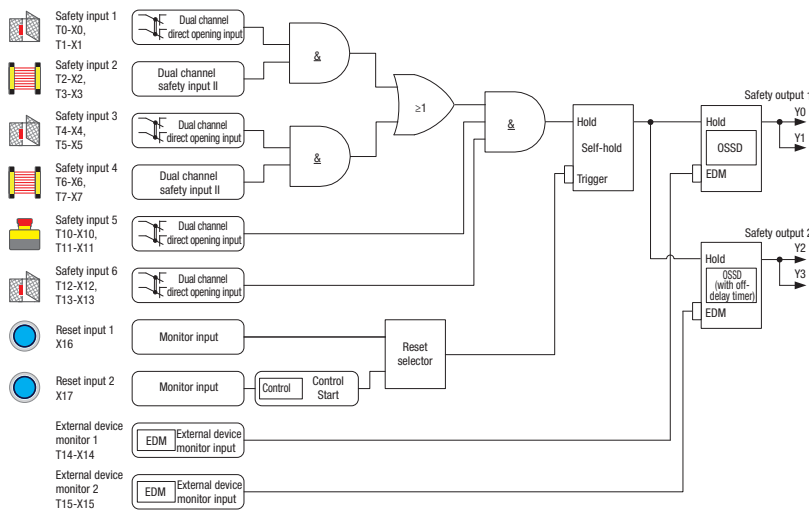 Safety input 1
T0-X0,
T1-X1
Dual channel
direct opening input
Safety input 2
T2-X2,
T3-X3
Dual channel
safety input II
Safety input 3
T4-X4,
T5-X5
Dual channel
direct opening input
Safety input 4
T6-X6,
T7-X7
Dual channel
safety input II
Safety input 5
T10-X10,
T11-X11
Dual channel
direct opening input
Safety input 6
T12-X12,
T13-X13
Dual channel
direct opening input
Reset input 1
X16
Monitor input
Reset input 2
X17
Monitor input
Control
Control
Start
External device
monitor 1
T14-X14
EDM
External device
monitor input
External device
monitor 2
T15-X15
EDM
External device
monitor input
&
&
≥1
&
Reset
selector
Hold
Self-hold
Trigger
Safety output 1
Hold
OSSD
EDM
Y0
Y1
Safety output 2
Hold
OSSD
(with off-
delay timer)
EDM
Y2
Y3